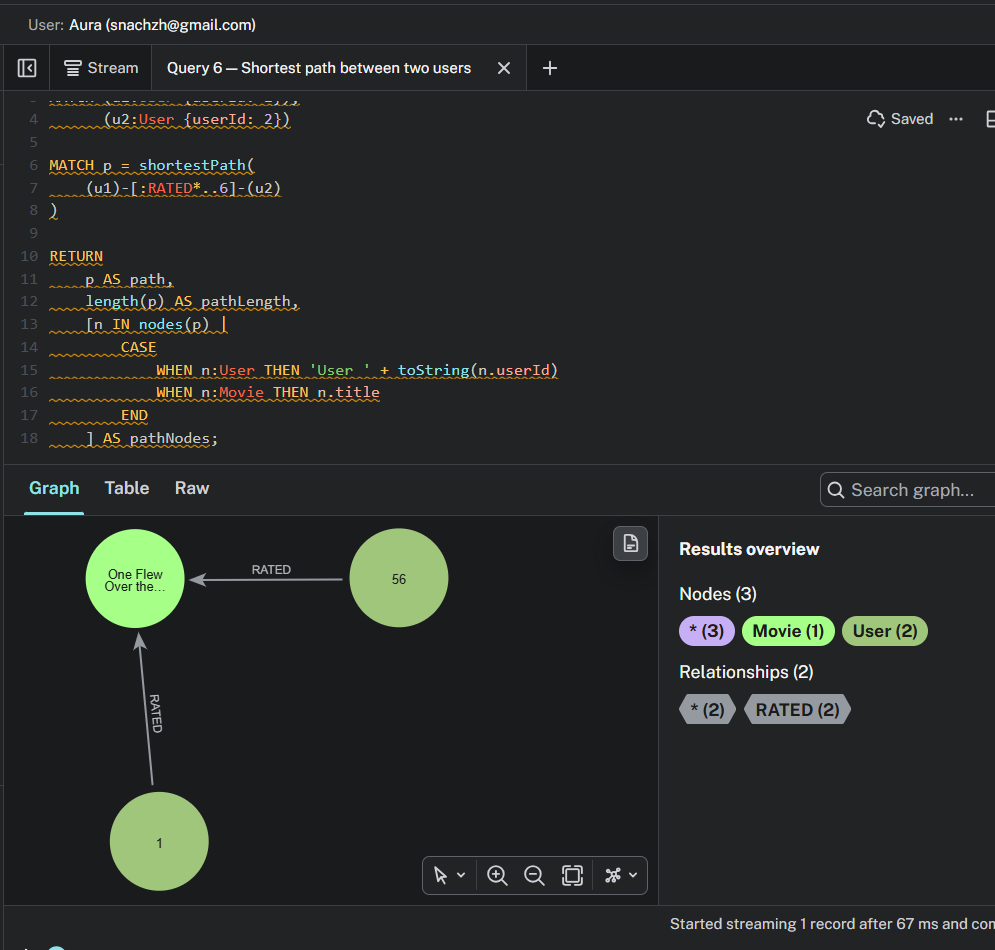 User: Aura (snachzh@gmail.com)
Stream
Query 6 — Shortest path between two users
4 (u2:User {userId: 2})
Saved
5
6 MATCH p = shortestPath(
7 (u1)-[:RATED*..6]-(u2)
8 )
9
10 RETURN
11 p AS path,
12 length(p) AS pathLength,
13 [n IN nodes(p) |
14 CASE
15 WHEN n:User THEN 'User ' + toString(n.userId)
16 WHEN n:Movie THEN n.title
17 END
18 ] AS pathNodes;
Graph Table Raw
Search graph...
One Flew
Over the...
RATED
56
RATED
1
Results overview
Nodes (3)
* (3) Movie (1) User (2)
Relationships (2)
* (2) RATED (2)
Started streaming 1 record after 67 ms and